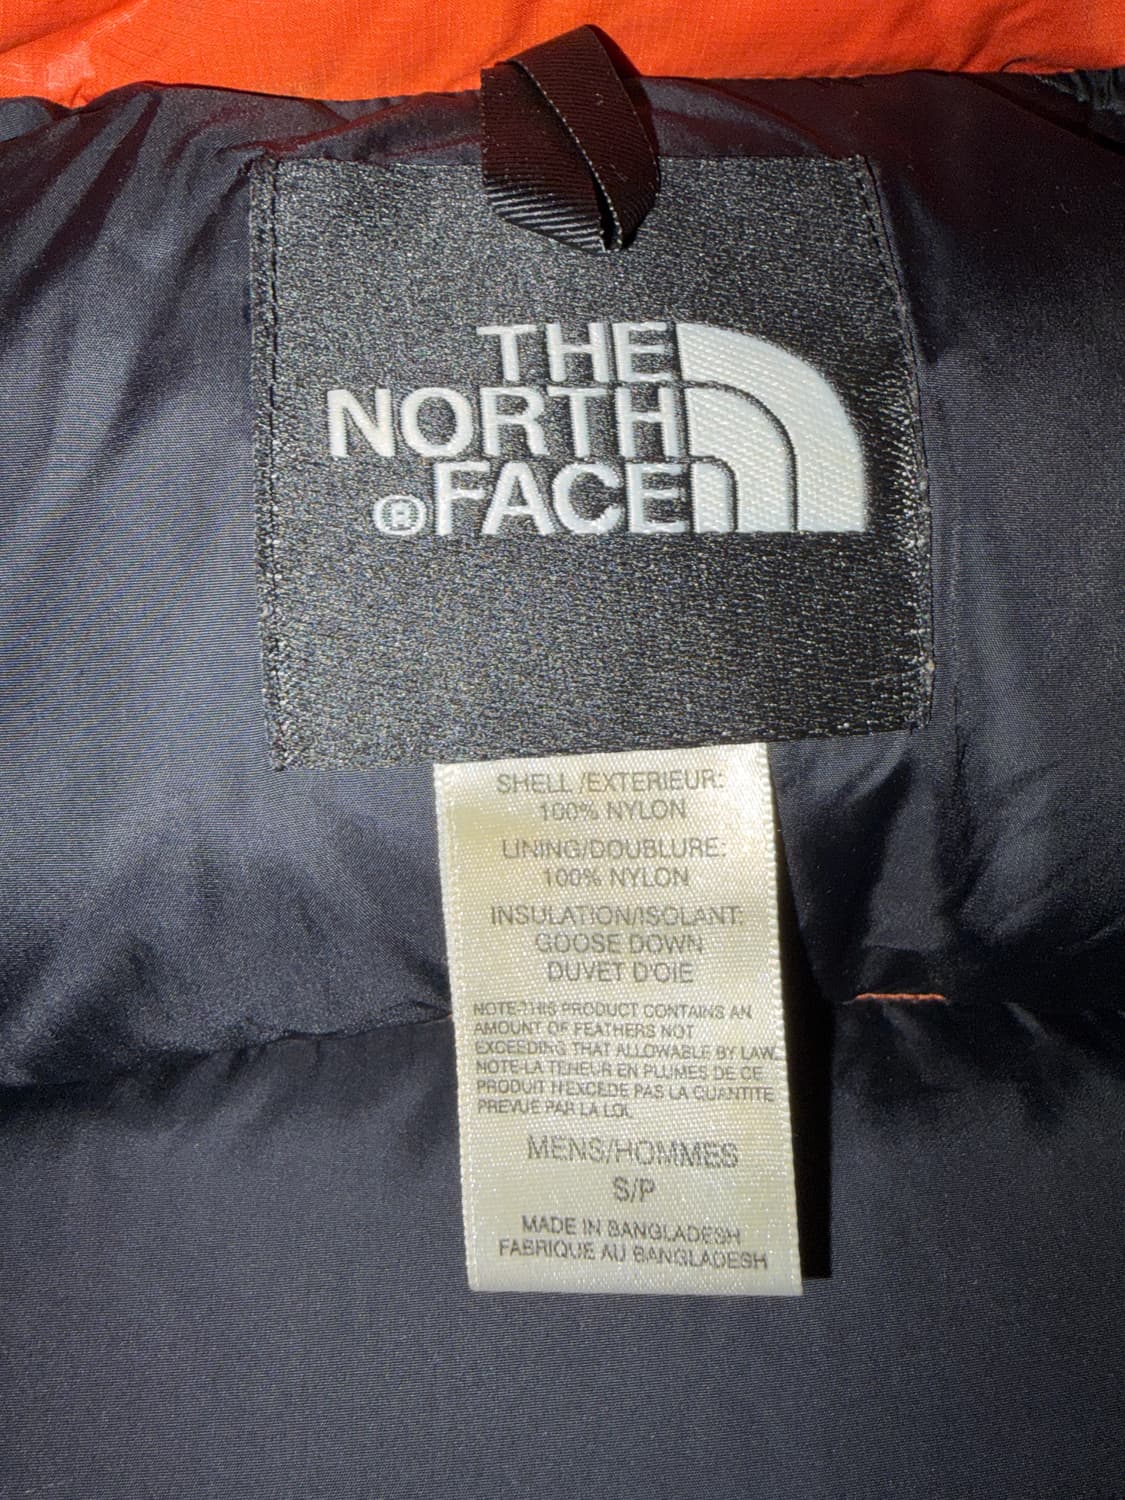 THE
NORTH
® FACE
SHELL /EXTERIEUR:
100% NYLON
LINING/DOUBLURE:
100% NYLON
INSULATION/ISOLANT:
GOOSE DOWN
DUVET D'OIE
NOTE-THIS PRODUCT CONTAINS AN
AMOUNT OF FEATHERS NOT
EXCEEDING THAT ALLOWABLE BY LAW.
NOTE-LA TENEUR EN PLUMES DE CE
PRODUIT N'EXCEDE PAS LA QUANTITE
PREVUE PAR LA LOI.
MENS/HOMMES
S/P
MADE IN BANGLADESH
FABRIQUE AU BANGLADESH